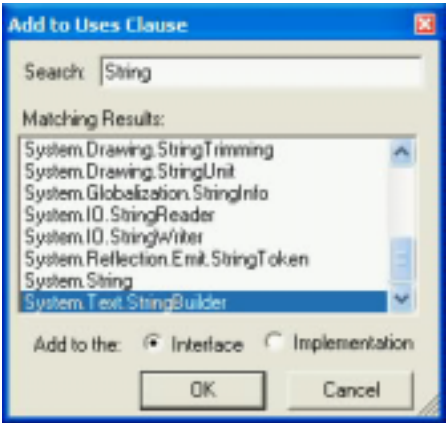 Add to Uses Clause
Search: String
Matching Results:
System.Drawing.StringTrimming
System.Drawing.StringUnit
System.Globalization.StringInfo
System.IO.StringReader
System.IO.StringWriter
System.Reflection.Emit.StringToken
System.String
System.Text.StringBuilder
Add to the: Interface Implementation
OK Cancel